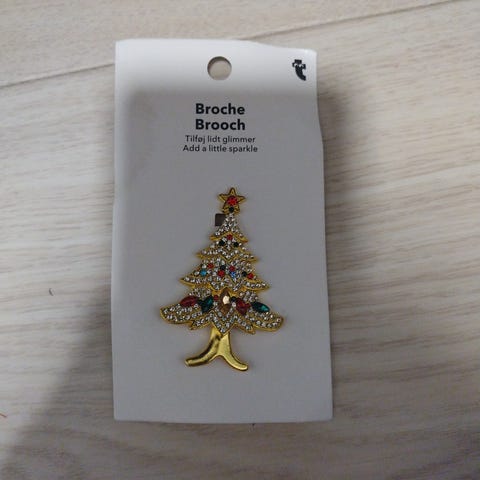 Broche
Brooch
Tilføj lidt glimmer
Add a little sparkle